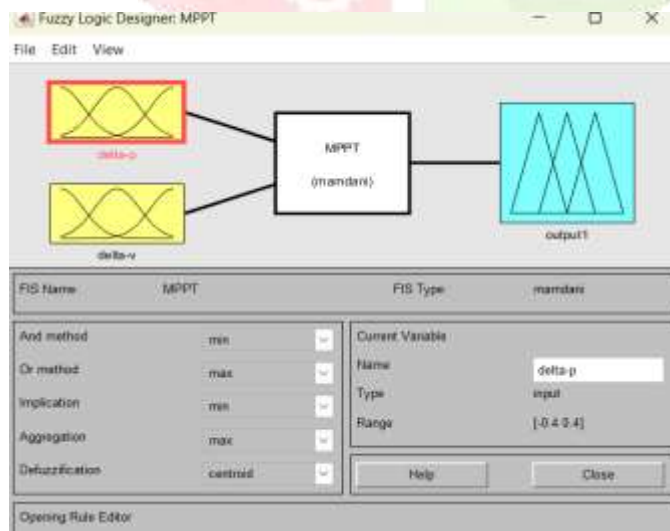 Fuzzy Logic Designer: MPPT
File Edit View
delta-p
delta-v
MPPT
(mamdani)
output1
FIS Name MPPT FIS Type mamdani
And method min
Or method max
Implication min
Aggregation max
Defuzzification centroid
Current Variable
Name delta-p
Type input
Range [-0.4 0.4]
Help Close
Opening Rule Editor